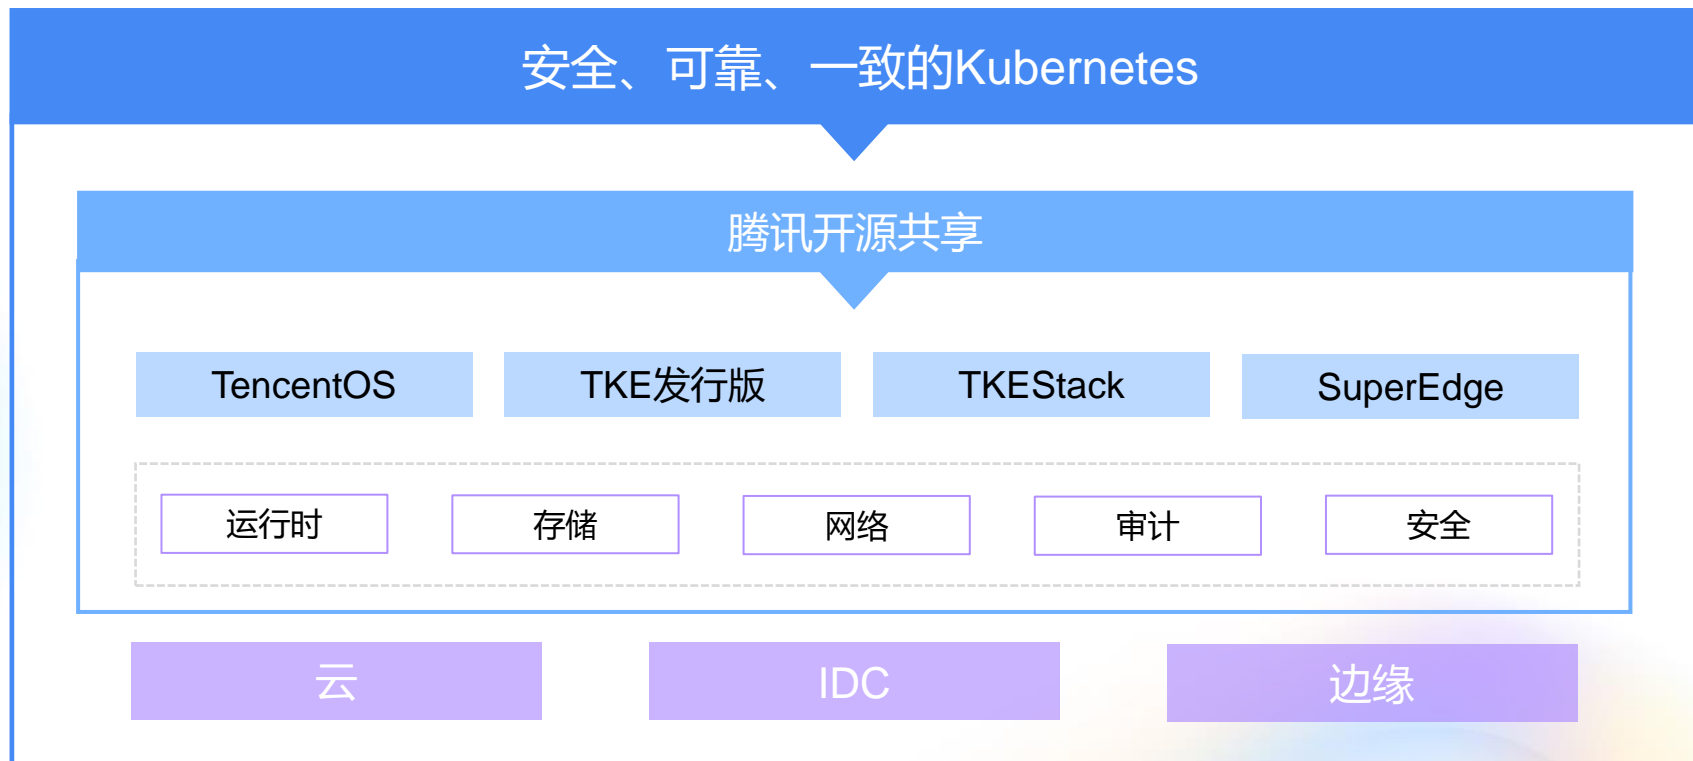 安全、可靠、一致的Kubernetes
腾讯开源共享
TencentOS
TKE发行版
TKEStack
SuperEdge
运行时
存储
网络
审计
安全
云
IDC
边缘